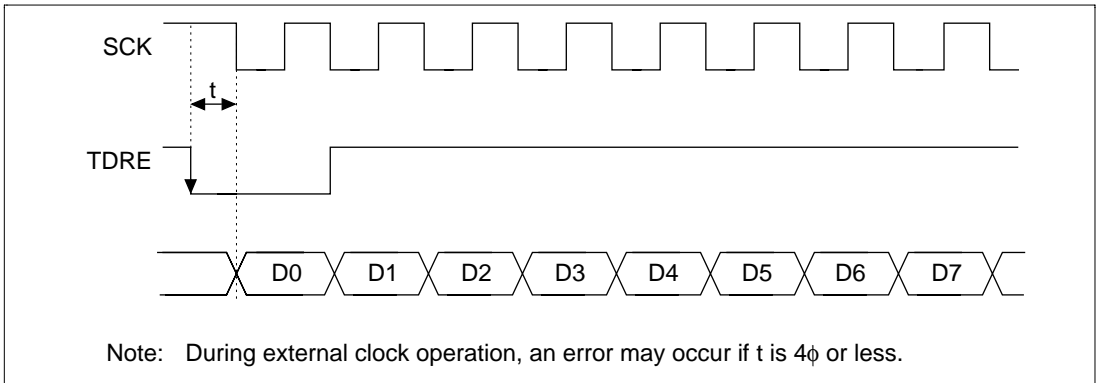 SCK
t
TDRE
D0 D1 D2 D3 D4 D5 D6 D7
Note: During external clock operation, an error may occur if t is 4ϕ or less.